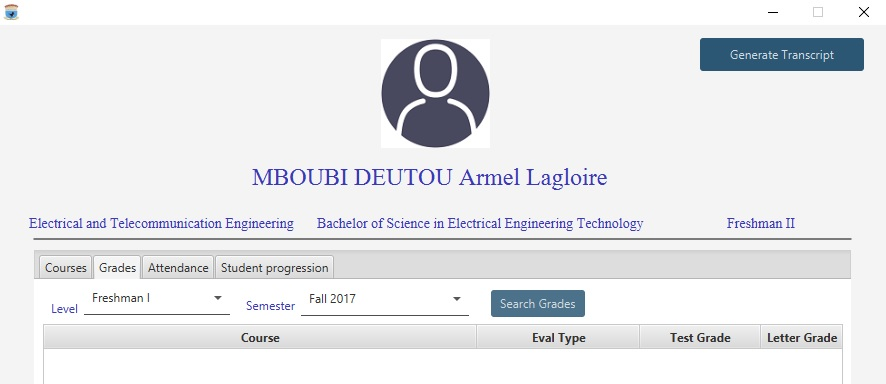 Generate Transcript
MBOUBI DEUTOU Armel Lagloire
Electrical and Telecommunication Engineering Bachelor of Science in Electrical Engineering Technology Freshman II
Courses Grades Attendance Student progression
Level Freshman I Semester Fall 2017 Search Grades
Course Eval Type Test Grade Letter Grade